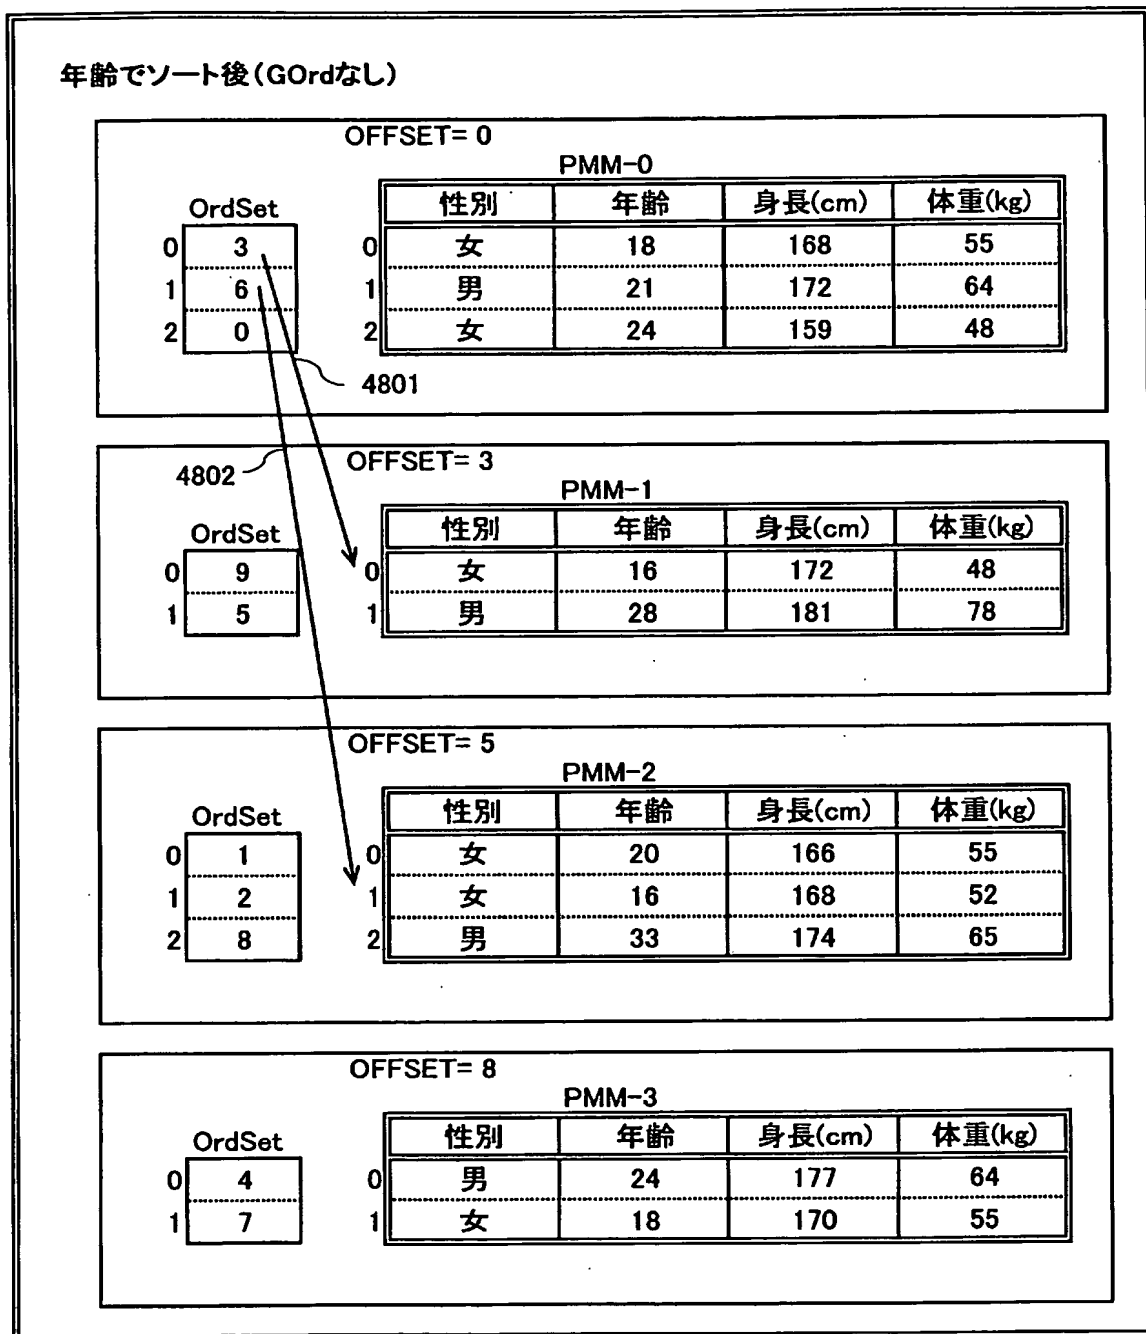 年齢でソート後(GOrdなし)
OFFSET= 0
PMM-0
OrdSet
性別 年齢 身長(cm) 体重(kg)
0 3 0 女 18 168 55
1 6 1 男 21 172 64
2 0 2 女 24 159 48
4801
4802
OFFSET= 3
PMM-1
OrdSet
性別 年齢 身長(cm) 体重(kg)
0 9 0 女 16 172 48
1 5 1 男 28 181 78
OFFSET= 5
PMM-2
OrdSet
性別 年齢 身長(cm) 体重(kg)
0 1 0 女 20 166 55
1 2 1 女 16 168 52
2 8 2 男 33 174 65
OFFSET= 8
PMM-3
OrdSet
性別 年齢 身長(cm) 体重(kg)
0 4 0 男 24 177 64
1 7 1 女 18 170 55